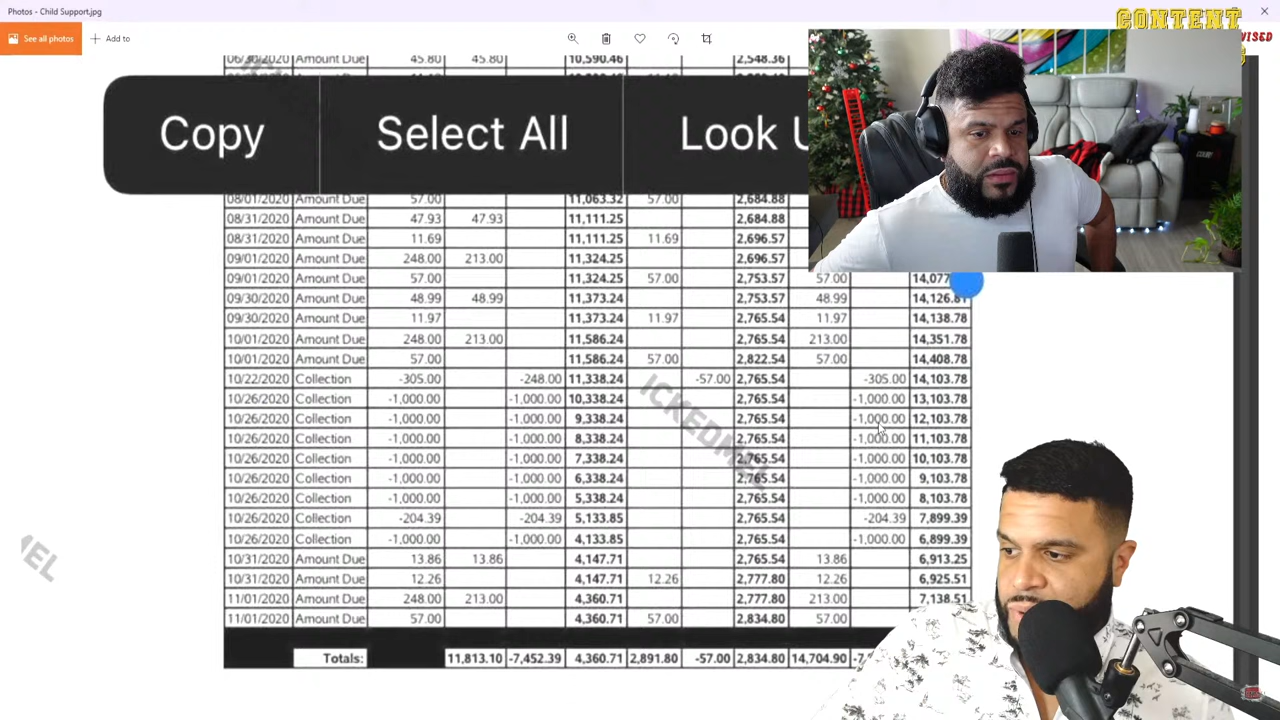 Photos - Child Support.jpg
CONTENT
See all photos
Add to
2020 Amount Due 45.80 45.80 10,590.46 2,548.36
Copy Select All Look U
08/01/2020 Amount Due 57.00 11,063.32 57.00 2,684.88
08/31/2020 Amount Due 47.93 47.93 11,111.25 2,684.88
08/31/2020 Amount Due 11.69 11,111.25 11.69 2,696.57
09/01/2020 Amount Due 248.00 213.00 11,324.25 2,696.57
09/01/2020 Amount Due 57.00 11,324.25 57.00 2,753.57 57.00 14,077
09/30/2020 Amount Due 48.99 48.99 11,373.24 2,753.57 48.99 14,126.81
09/30/2020 Amount Due 11.97 11,373.24 11.97 2,765.54 11.97 14,138.78
10/01/2020 Amount Due 248.00 213.00 11,586.24 2,765.54 213.00 14,351.78
10/01/2020 Amount Due 57.00 11,586.24 57.00 2,822.54 57.00 14,408.78
10/22/2020 Collection -305.00 -248.00 11,338.24 -57.00 2,765.54 -305.00 14,103.78
10/26/2020 Collection -1,000.00 -1,000.00 10,338.24 2,765.54 -1,000.00 13,103.78
10/26/2020 Collection -1,000.00 -1,000.00 9,338.24 2,765.54 -1,000.00 12,103.78
10/26/2020 Collection -1,000.00 -1,000.00 8,338.24 2,765.54 -1,000.00 11,103.78
10/26/2020 Collection -1,000.00 -1,000.00 7,338.24 2,765.54 -1,000.00 10,103.78
10/26/2020 Collection -1,000.00 -1,000.00 6,338.24 2,765.54 -1,000.00 9,103.78
10/26/2020 Collection -1,000.00 -1,000.00 5,338.24 2,765.54 -1,000.00 8,103.78
10/26/2020 Collection -204.39 -204.39 5,133.85 2,765.54 -204.39 7,899.39
10/26/2020 Collection -1,000.00 -1,000.00 4,133.85 2,765.54 -1,000.00 6,899.39
10/31/2020 Amount Due 13.86 13.86 4,147.71 2,765.54 13.86 6,913.25
10/31/2020 Amount Due 12.26 4,147.71 12.26 2,777.80 12.26 6,925.51
11/01/2020 Amount Due 248.00 213.00 4,360.71 2,777.80 213.00 7,138.51
11/01/2020 Amount Due 57.00 4,360.71 57.00 2,834.80 57.00
Totals: 11,813.10 -7,452.39 4,360.71 2,891.80 -57.00 2,834.80 14,704.90
ICKEDMEL
MEL